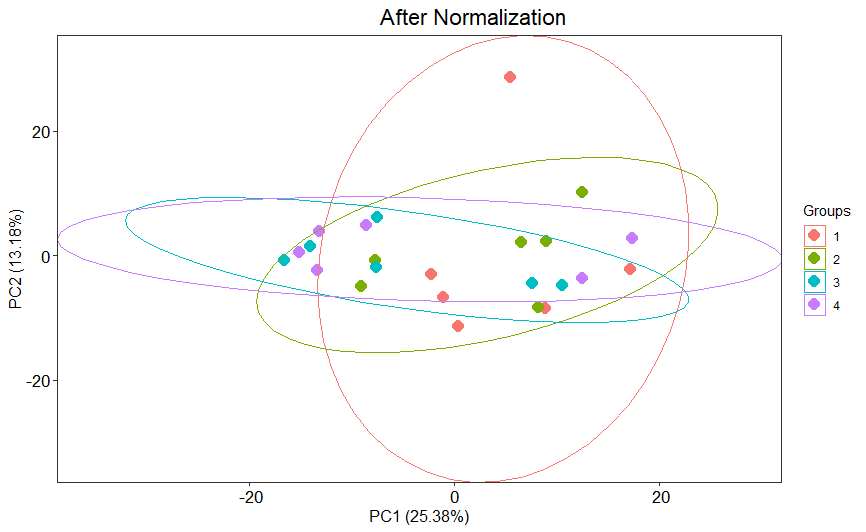 After Normalization
20
0
-20
PC2 (13.18%)
-20
0
20
PC1 (25.38%)
Groups
1
2
3
4